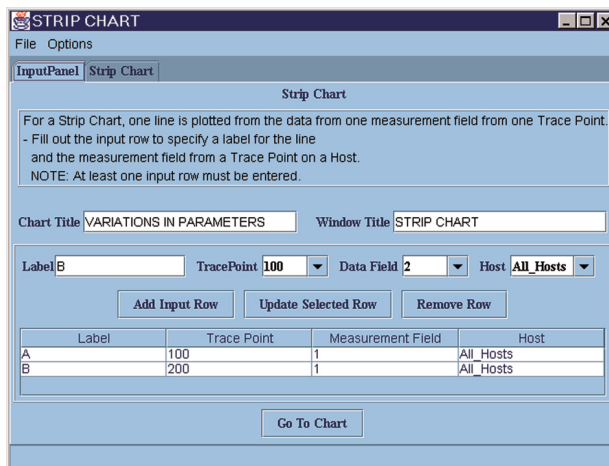 STRIP CHART
File Options
InputPanel Strip Chart
Strip Chart
For a Strip Chart, one line is plotted from the data from one measurement field from one Trace Point.
- Fill out the input row to specify a label for the line
and the measurement field from a Trace Point on a Host.
NOTE: At least one input row must be entered.
Chart Title VARIATIONS IN PARAMETERS Window Title STRIP CHART
Label B TracePoint 100 Data Field 2 Host All_Hosts
Add Input Row Update Selected Row Remove Row
Label Trace Point Measurement Field Host
A 100 1 All_Hosts
B 200 1 All_Hosts
Go To Chart